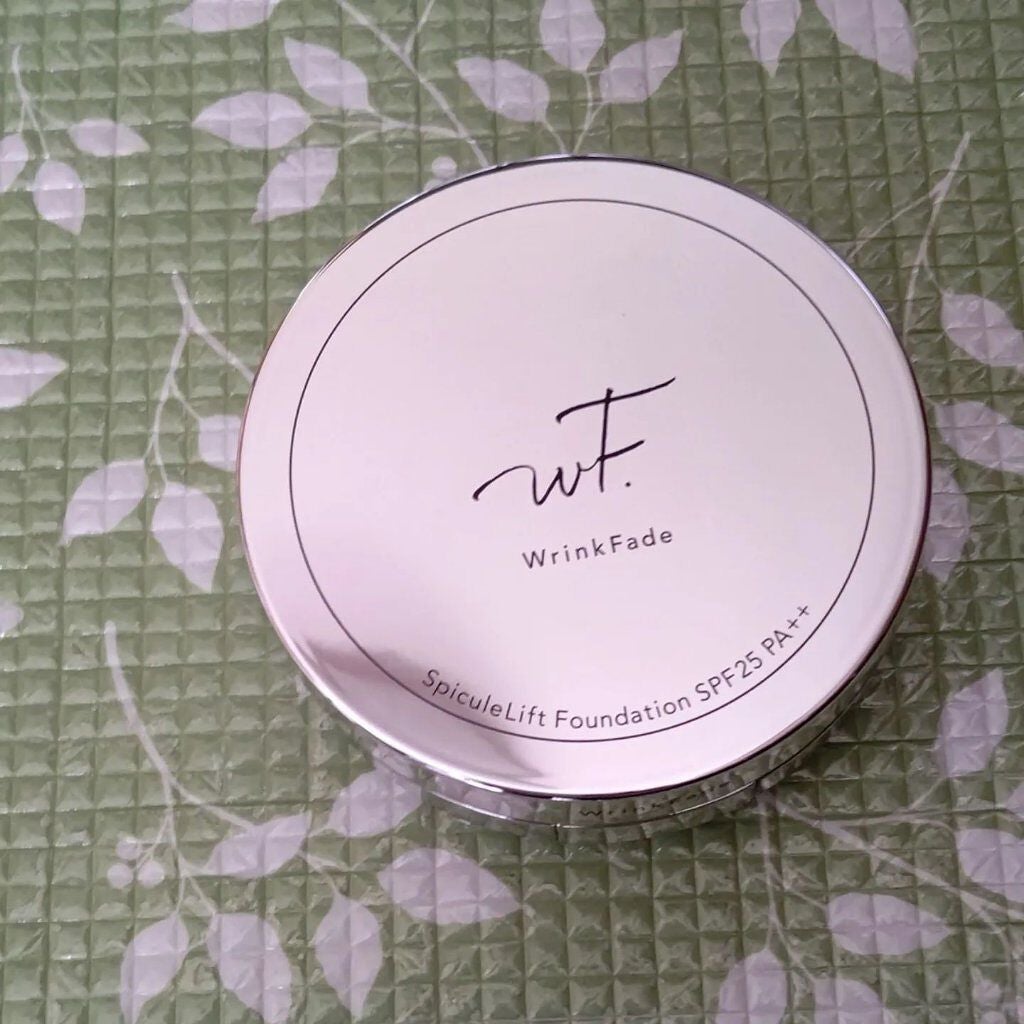 WF.
WrinkFade
SpiculeLift Foundation SPF25 PA++